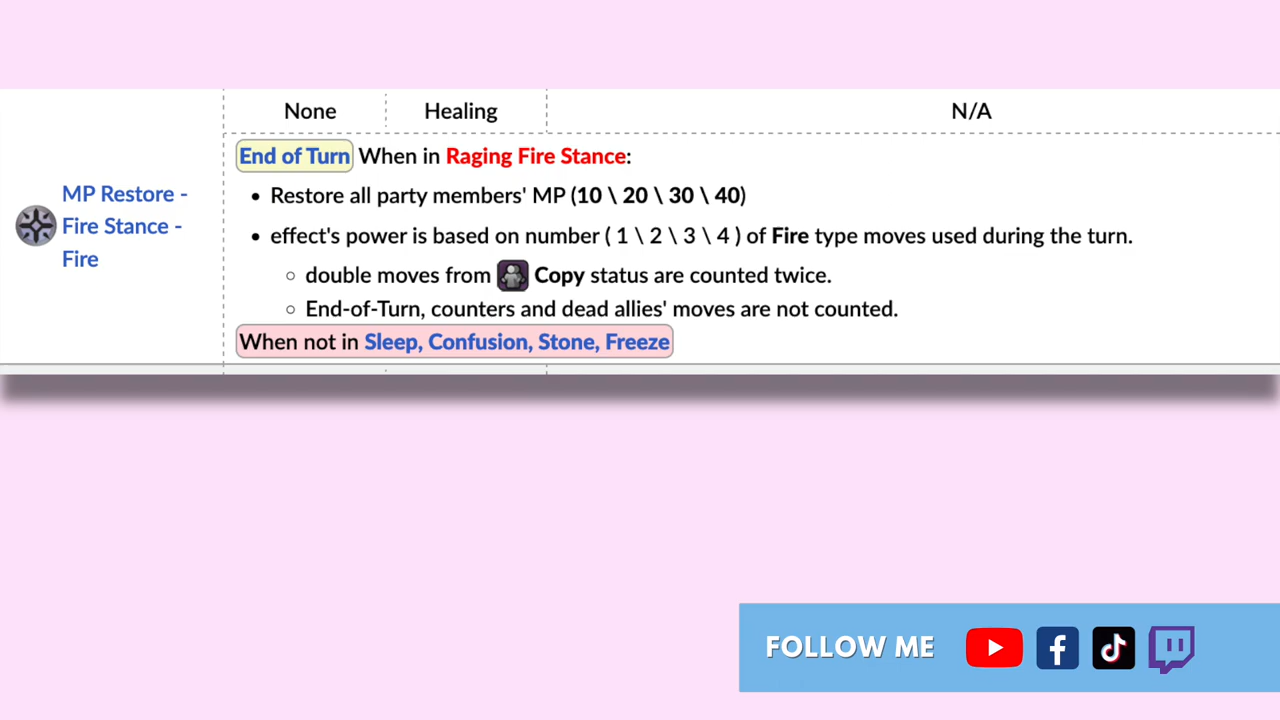 None Healing N/A
End of Turn When in Raging Fire Stance:
• Restore all party members' MP (10 \ 20 \ 30 \ 40)
MP Restore -
Fire Stance -
Fire
• effect's power is based on number ( 1 \ 2 \ 3 \ 4 ) of Fire type moves used during the turn.
○ double moves from Copy status are counted twice.
○ End-of-Turn, counters and dead allies' moves are not counted.
When not in Sleep, Confusion, Stone, Freeze
FOLLOW ME